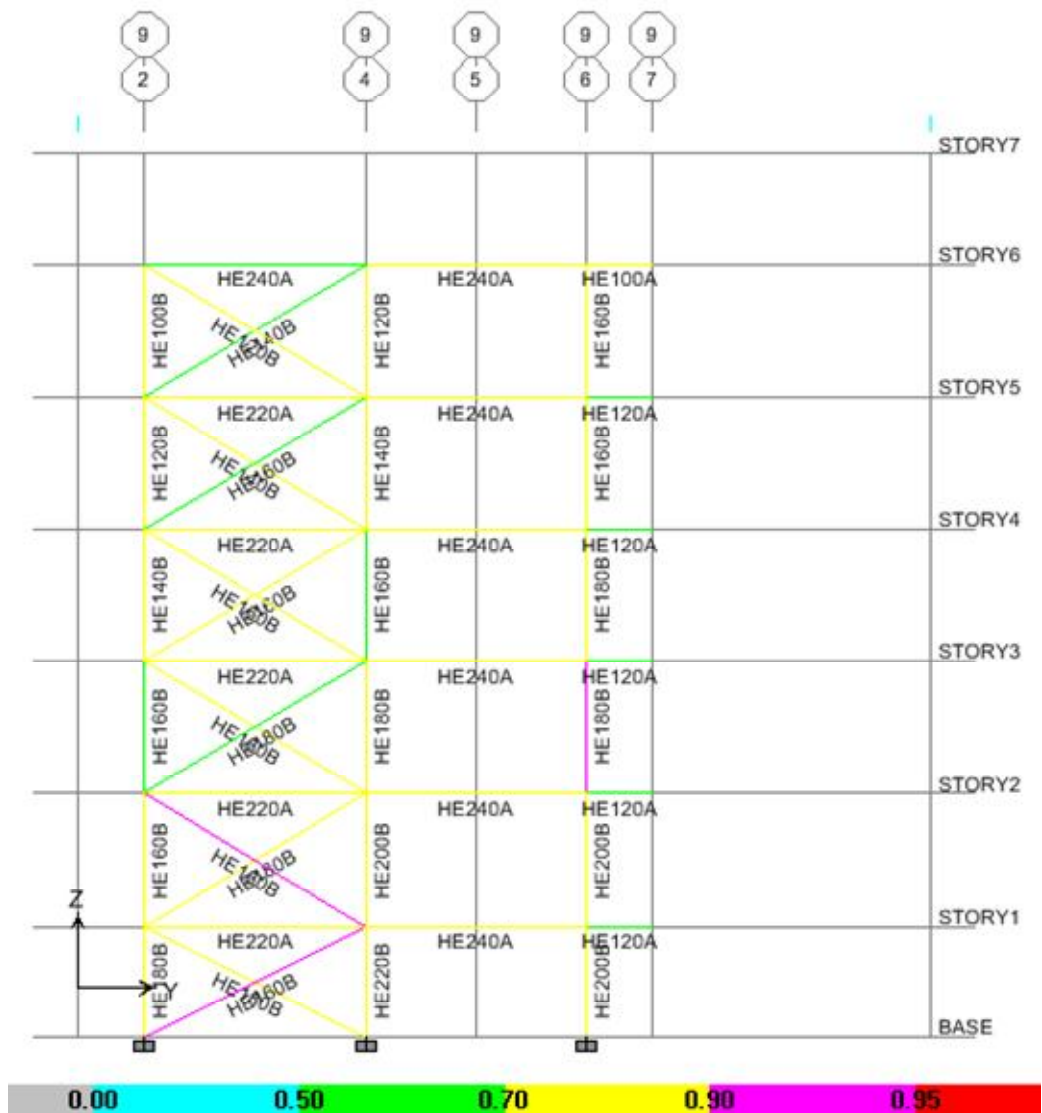 9 9 9 9 9
2 4 5 6 7
STORY7
STORY6
HE240A HE240A HE100A
HE100B HE120B HE160B
STORY5
HE220A HE240A HE120A
HE120B HE140B HE160B
STORY4
HE220A HE240A HE120A
HE140B HE160B HE180B
STORY3
HE220A HE240A HE120A
HE160B HE180B HE180B
STORY2
HE220A HE240A HE120A
HE160B HE200B HE200B
STORY1
HE220A HE240A HE120A
HE180B HE220B HE200B
Z
Y
BASE
0.00 0.50 0.70 0.90 0.95